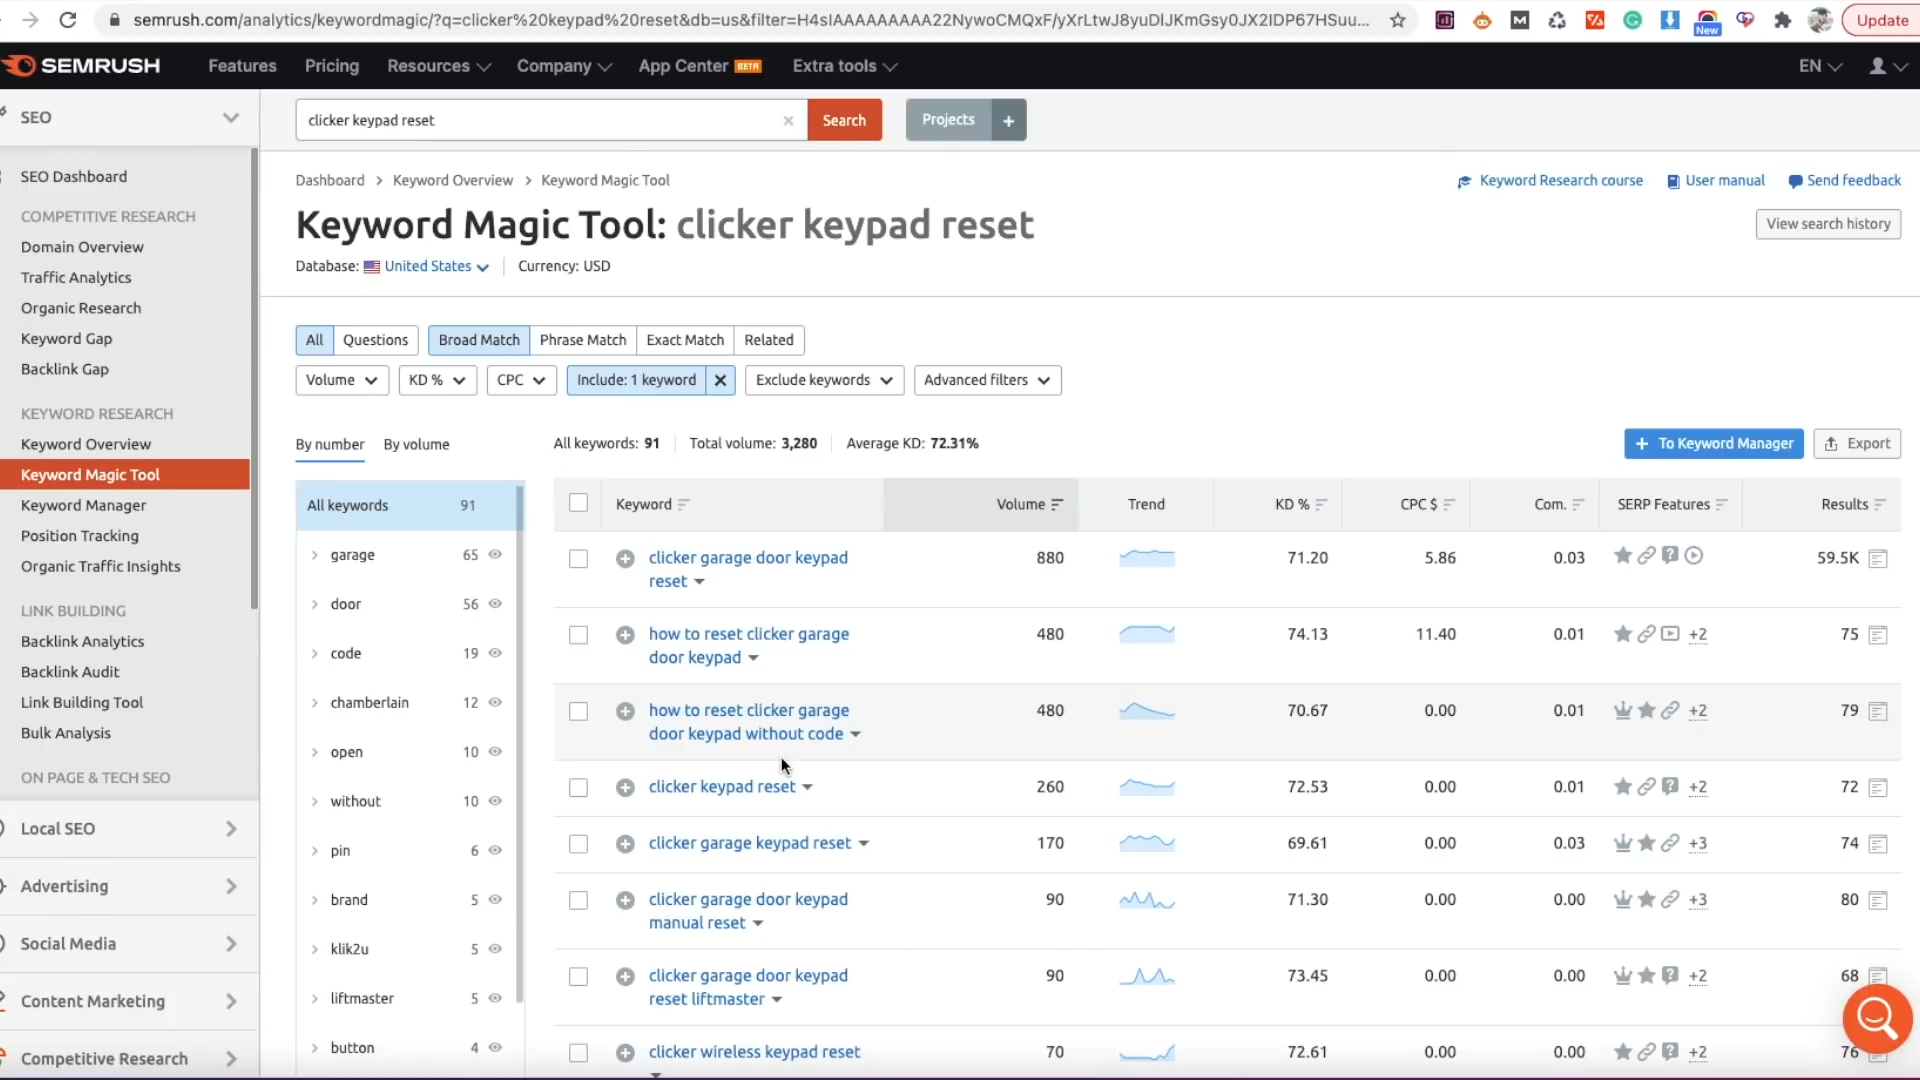 semrush.com/analytics/keywordmagic/?q=clicker%20keypad%20reset&db=us&filter=H4sIAAAAAAAAA22NywoCMQxF/yXrLtwJ8yuDlJKmGsy0JX2IDP67HSuu...
New
Update
SEMRUSH Features Pricing Resources Company App Center BETA Extra tools EN
SEO
clicker keypad reset × Search Projects +
SEO Dashboard
COMPETITIVE RESEARCH
Domain Overview
Traffic Analytics
Organic Research
Keyword Gap
Backlink Gap
KEYWORD RESEARCH
Keyword Overview
Keyword Magic Tool
Keyword Manager
Position Tracking
Organic Traffic Insights
LINK BUILDING
Backlink Analytics
Backlink Audit
Link Building Tool
Bulk Analysis
ON PAGE & TECH SEO
Local SEO
Advertising
Social Media
Content Marketing
Competitive Research
Dashboard > Keyword Overview > Keyword Magic Tool
Keyword Research course User manual Send feedback
Keyword Magic Tool: clicker keypad reset
View search history
Database: United States Currency: USD
All Questions Broad Match Phrase Match Exact Match Related
Volume KD % CPC Include: 1 keyword × Exclude keywords Advanced filters
By number By volume
All keywords: 91 Total volume: 3,280 Average KD: 72.31%
+ To Keyword Manager Export
All keywords 91
garage 65
door 56
code 19
chamberlain 12
open 10
without 10
pin 6
brand 5
klik2u 5
liftmaster 5
button 4
Keyword Volume Trend KD % CPC $ Com. SERP Features Results
clicker garage door keypad reset 880 71.20 5.86 0.03 59.5K
how to reset clicker garage door keypad 480 74.13 11.40 0.01 +2 75
how to reset clicker garage door keypad without code 480 70.67 0.00 0.01 +2 79
clicker keypad reset 260 72.53 0.00 0.01 +2 72
clicker garage keypad reset 170 69.61 0.00 0.03 +3 74
clicker garage door keypad manual reset 90 71.30 0.00 0.00 +3 80
clicker garage door keypad reset liftmaster 90 73.45 0.00 0.00 +2 68
clicker wireless keypad reset 70 72.61 0.00 0.00 +2 76